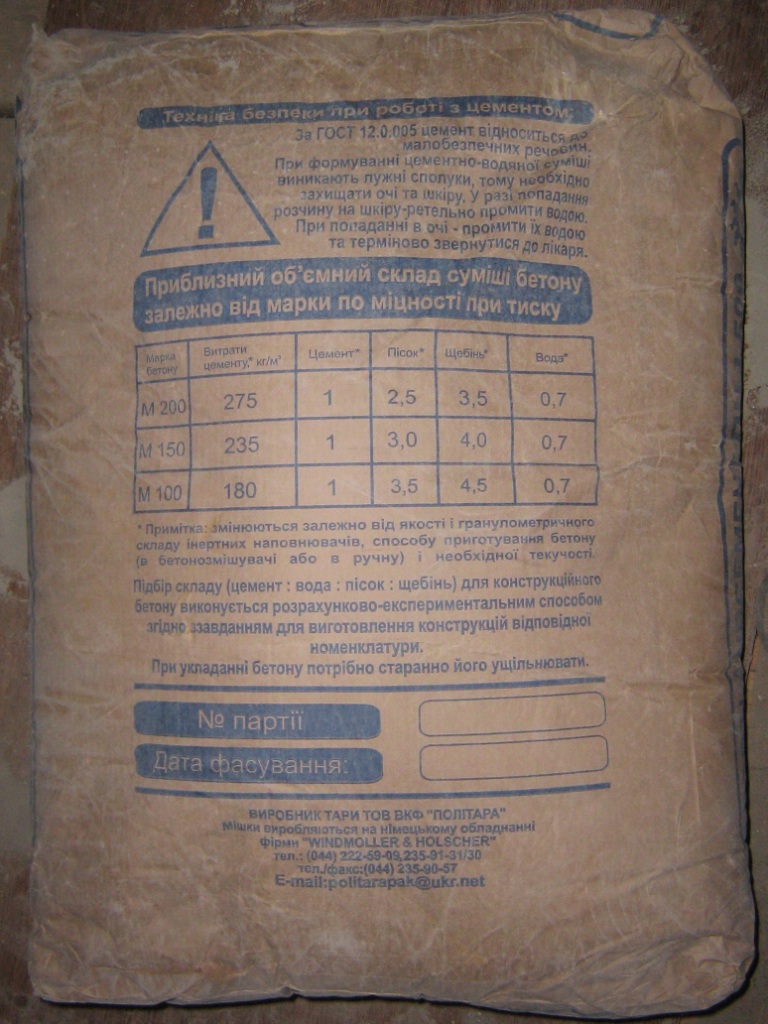 Техніка безпеки при роботі з цементом:
За ГОСТ 12.0.005 цемент відноситься до
малобезпечних речовин.
При формуванні цементно-водяної суміші
виникають лужні сполуки, тому необхідно
захищати очі та шкіру. У разі попадання
розчину на шкіру-ретельно промити водою.
При попаданні в очі - промити їх водою
та терміново звернутися до лікаря.
Приблизний об'ємний склад суміші бетону
залежно від марки по міцності при тиску
Марка бетону Витрати цементу,* кг/м³ Цемент* Пісок* Щебінь* Вода*
М 200 275 1 2,5 3,5 0,7
М 150 235 1 3,0 4,0 0,7
М 100 180 1 3,5 4,5 0,7
* Примітка: змінюються залежно від якості і гранулометричного
складу інертних наповнювачів, способу приготування бетону
(в бетонозмішувачі або в ручну) і необхідної текучості
Підбір складу (цемент : вода : пісок : щебінь) для конструкційного
бетону виконується розрахунково-експериментальним способом
згідно ззавданням для виготовлення конструкцій відповідної
номенклатури.
При укладанні бетону потрібно старанно його ущільнювати.
№ партії
Дата фасування:
ВИРОБНИК ТАРИ ТОВ ВКФ "ПОЛІТАРА"
Мішки виробляються на німецькому обладнанні
фірми "WINDMOLLER & HOLSCHER"
тел.: (044) 222-59-09,235-91-31/30
тел./факс:(044) 235-90-57
E-mail:politarapak@ukr.net